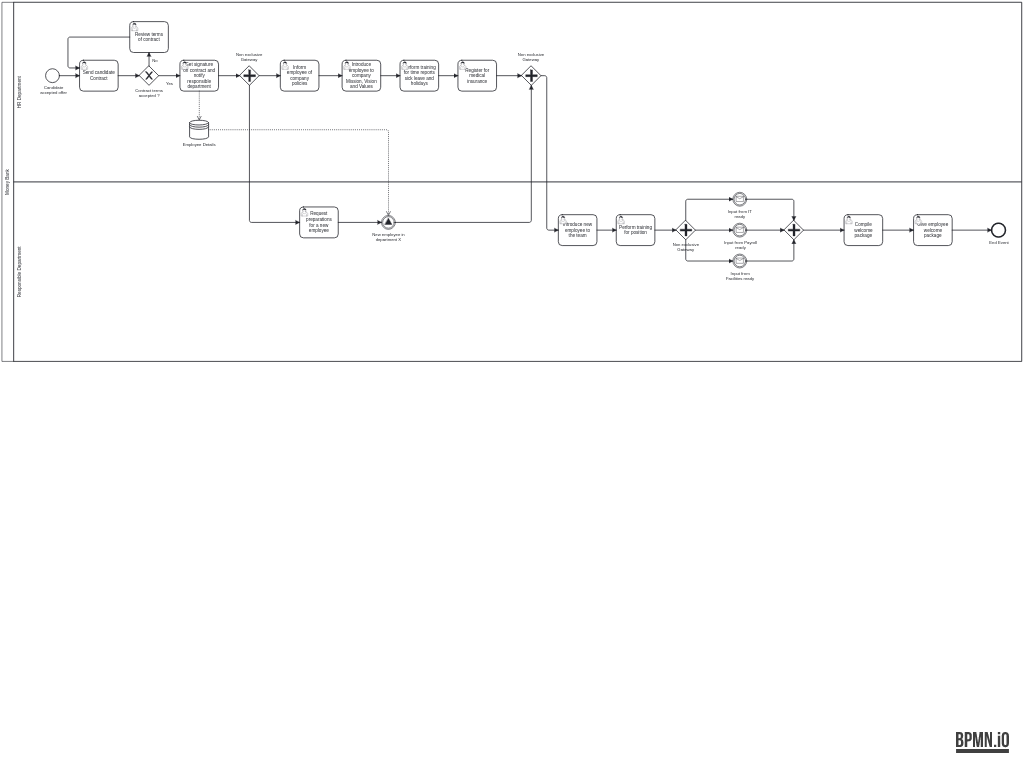 Money Bank
HR Department
Responsible Department
Candidate
accepted offer
Send candidate
Contract
Review terms
of contract
No
Contract terms
accepted ?
Yes
Get signature
on contract and
notify
responsible
department
Employee Details
Non exclusive
Gateway
Inform
employee of
company
policies
Introduce
employee to
company
Mission, Vision
and Values
Perform training
for time reports
sick leave and
holidays
Register for
medical
insurance
Non exclusive
Gateway
Request
preparations
for a new
employee
New employee in
department X
Introduce new
employee to
the team
Perform training
for position
Non exclusive
Gateway
Input from IT
ready
Input from Payroll
ready
Input from
Facilities ready
Compile
welcome
package
Give employee
welcome
package
End Event
BPMN.iO